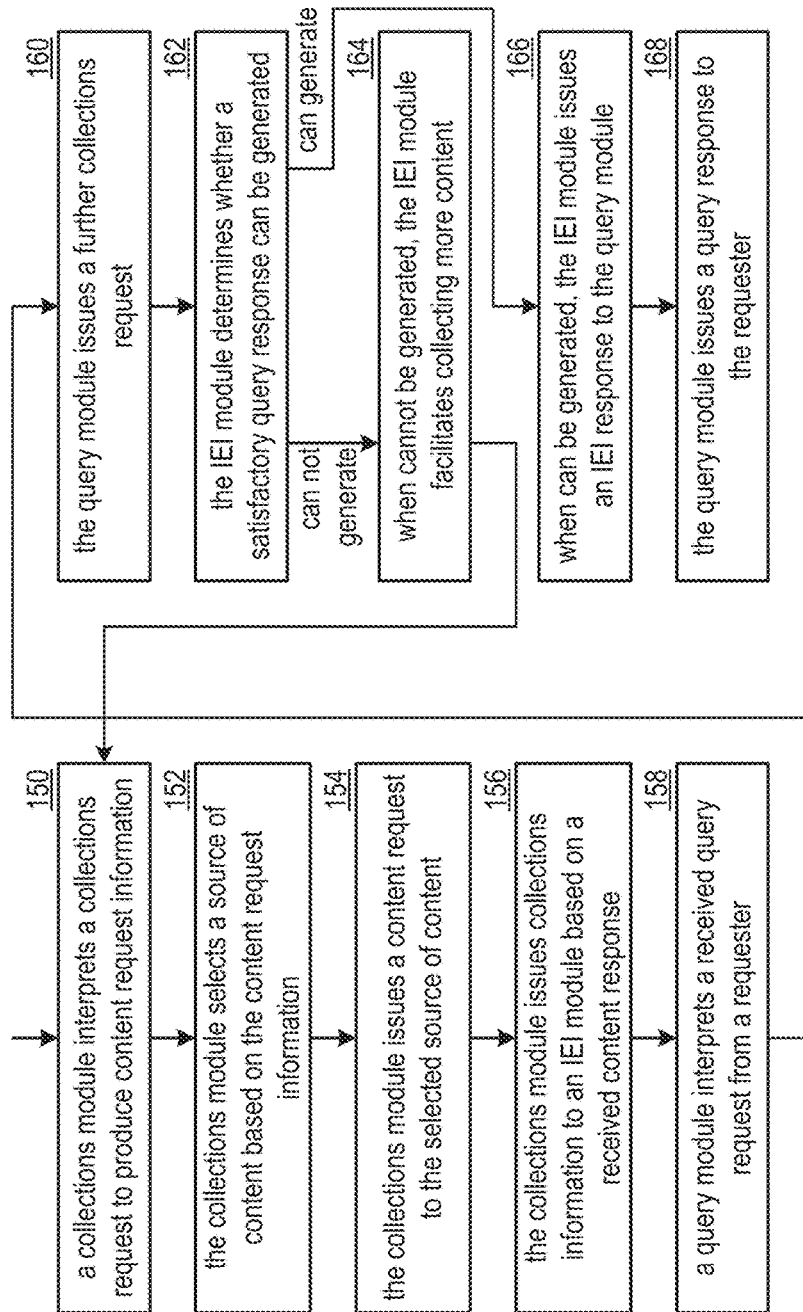 150
a collections module interprets a collections
request to produce content request information
152
the collections module selects a source of
content based on the content request
information
154
the collections module issues a content request
to the selected source of content
156
the collections module issues collections
information to an IEI module based on a
received content response
158
a query module interprets a received query
request from a requester
160
the query module issues a further collections
request
162
the IEI module determines whether a
satisfactory query response can be generated
can not
generate
can generate
164
when cannot be generated, the IEI module
facilitates collecting more content
166
when can be generated, the IEI module issues
an IEI response to the query module
168
the query module issues a query response to
the requester